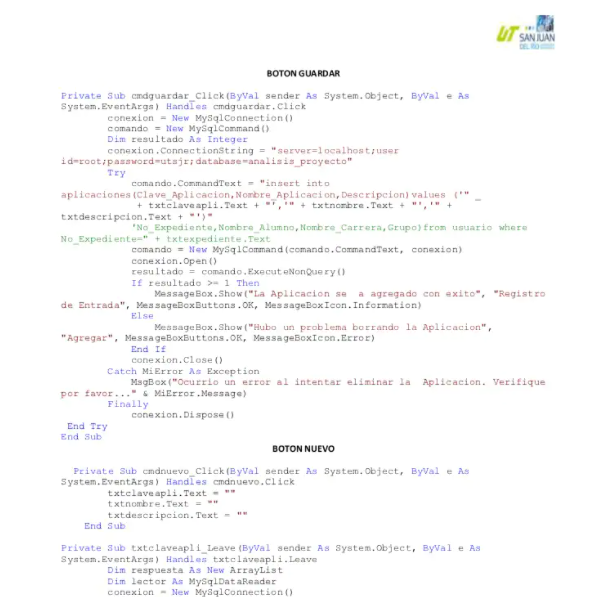 UT SAN JUAN
DEL RIO
BOTON GUARDAR
Private Sub cmdguardar_Click(ByVal sender As System.Object, ByVal e As
System.EventArgs) Handles cmdguardar.Click
conexion = New MySqlConnection()
comando = New MySqlCommand()
Dim resultado As Integer
conexion.ConnectionString = "server=localhost;user
id=root;password=utsjr;database=analisis_proyecto"
Try
comando.CommandText = "insert into
aplicaciones(Clave_Aplicacion,Nombre_Aplicacion,Descripcion)values ('" _
+ txtclaveapli.Text + "','" + txtnombre.Text + "','" +
txtdescripcion.Text + "')"
'No_Expediente,Nombre_Alumno,Nombre_Carrera,Grupo)from usuario where
No_Expediente=" + txtexpediente.Text
comando = New MySqlCommand(comando.CommandText, conexion)
conexion.Open()
resultado = comando.ExecuteNonQuery()
If resultado >= 1 Then
MessageBox.Show("La Aplicacion se a agregado con exito", "Registro
de Entrada", MessageBoxButtons.OK, MessageBoxIcon.Information)
Else
MessageBox.Show("Hubo un problema borrando la Aplicacion",
"Agregar", MessageBoxButtons.OK, MessageBoxIcon.Error)
End If
conexion.Close()
Catch MiError As Exception
MsgBox("Ocurrio un error al intentar eliminar la Aplicacion. Verifique
por favor..." & MiError.Message)
Finally
conexion.Dispose()
End Try
End Sub
BOTON NUEVO
Private Sub cmdnuevo_Click(ByVal sender As System.Object, ByVal e As
System.EventArgs) Handles cmdnuevo.Click
txtclaveapli.Text = ""
txtnombre.Text = ""
txtdescripcion.Text = ""
End Sub
Private Sub txtclaveapli_Leave(ByVal sender As System.Object, ByVal e As
System.EventArgs) Handles txtclaveapli.Leave
Dim respuesta As New ArrayList
Dim lector As MySqlDataReader
conexion = New MySqlConnection()